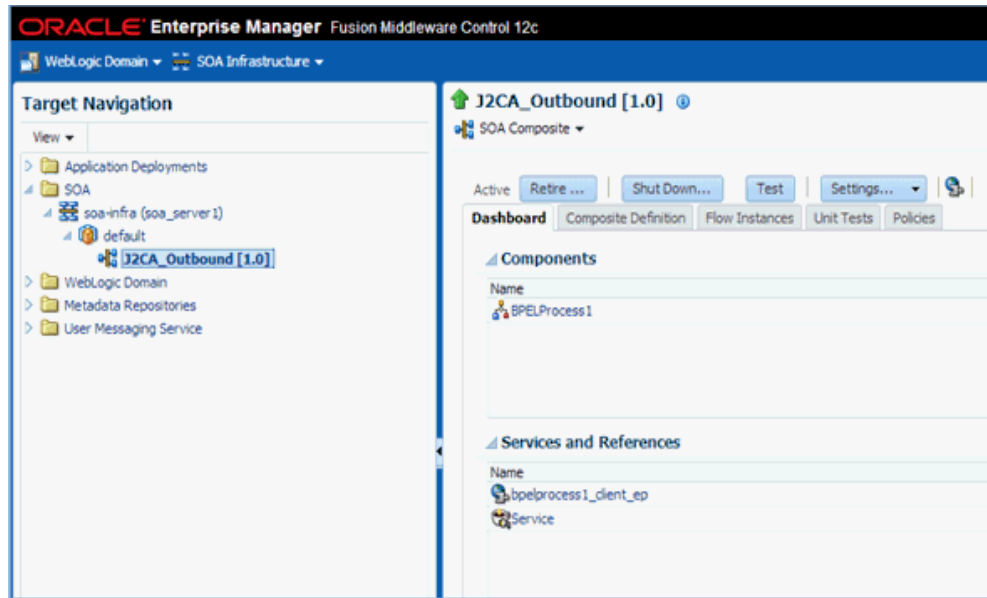 ORACLE Enterprise Manager Fusion Middleware Control 12c
WebLogic Domain SOA Infrastructure
Target Navigation
View
Application Deployments
SOA
soa-infra (soa_server1)
default
J2CA_Outbound [1.0]
WebLogic Domain
Metadata Repositories
User Messaging Service
J2CA_Outbound [1.0]
SOA Composite
Active Retire ... Shut Down... Test Settings...
Dashboard Composite Definition Flow Instances Unit Tests Policies
Components
Name
BPELProcess1
Services and References
Name
bpelprocess1_client_ep
Service